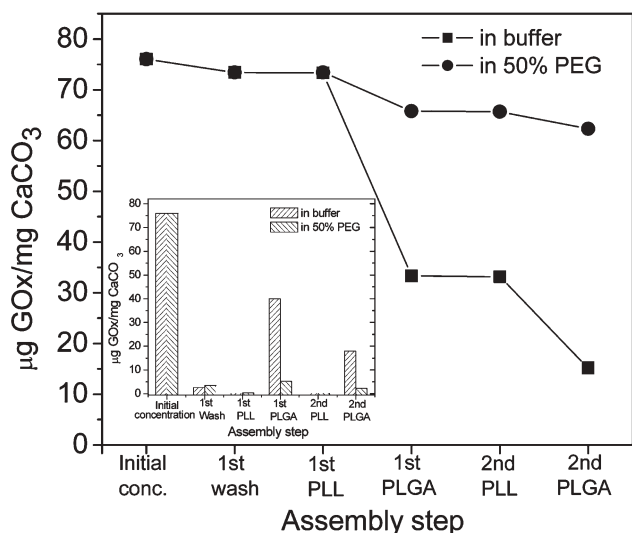 80
70
60
50
40
30
20
10
0
µg GOx/mg CaCO3
in buffer
in 50% PEG
80
70
60
50
40
30
20
10
0
µg GOx/mg CaCO3
in buffer
in 50% PEG
Initial
concentration
1st
Wash
1st
PLL
1st
PLGA
2nd
PLL
2nd
PLGA
Assembly step
Initial
conc.
1st
wash
1st
PLL
1st
PLGA
2nd
PLL
2nd
PLGA
Assembly step